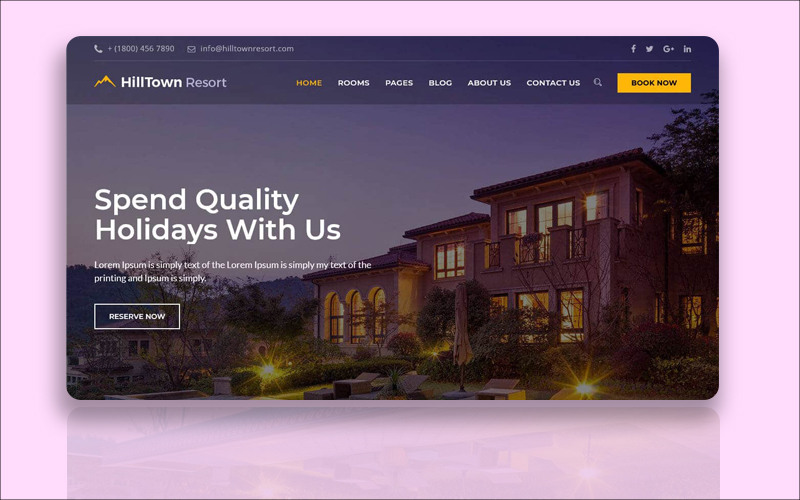 + (1800) 456 7890 info@hilltownresort.com
HillTown Resort HOME ROOMS PAGES BLOG ABOUT US CONTACT US BOOK NOW
Spend Quality
Holidays With Us
Lorem Ipsum is simply text of the Lorem Ipsum is simply my text of the
printing and Ipsum is simply.
RESERVE NOW